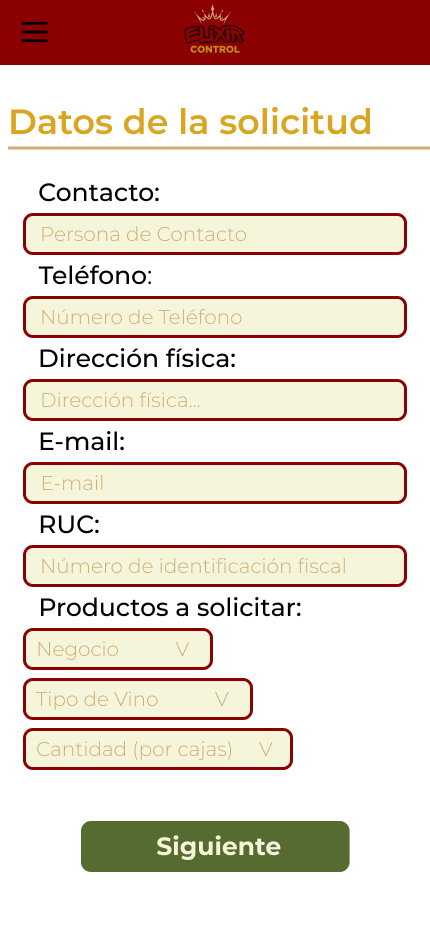 ELIXIR
CONTROL
Datos de la solicitud
Contacto:
Persona de Contacto
Teléfono:
Número de Teléfono
Dirección física:
Dirección física...
E-mail:
E-mail
RUC:
Número de identificación fiscal
Productos a solicitar:
Negocio V
Tipo de Vino V
Cantidad (por cajas) V
Siguiente